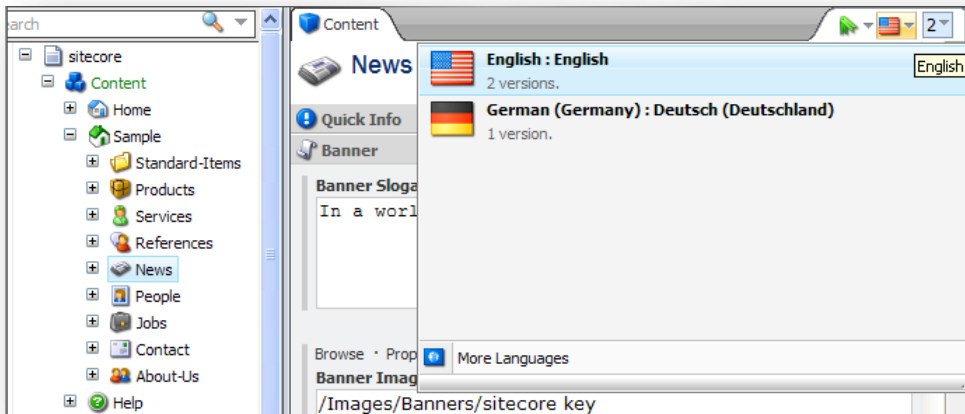 earch
sitecore
Content
Home
Sample
Standard-Items
Products
Services
References
News
People
Jobs
Contact
About-Us
Help
Content
2
News
Quick Info
Banner
Banner Sloga
In a worl
Browse · Prop
Banner Imag
/Images/Banners/sitecore key
English : English
2 versions.
English
German (Germany) : Deutsch (Deutschland)
1 version.
More Languages